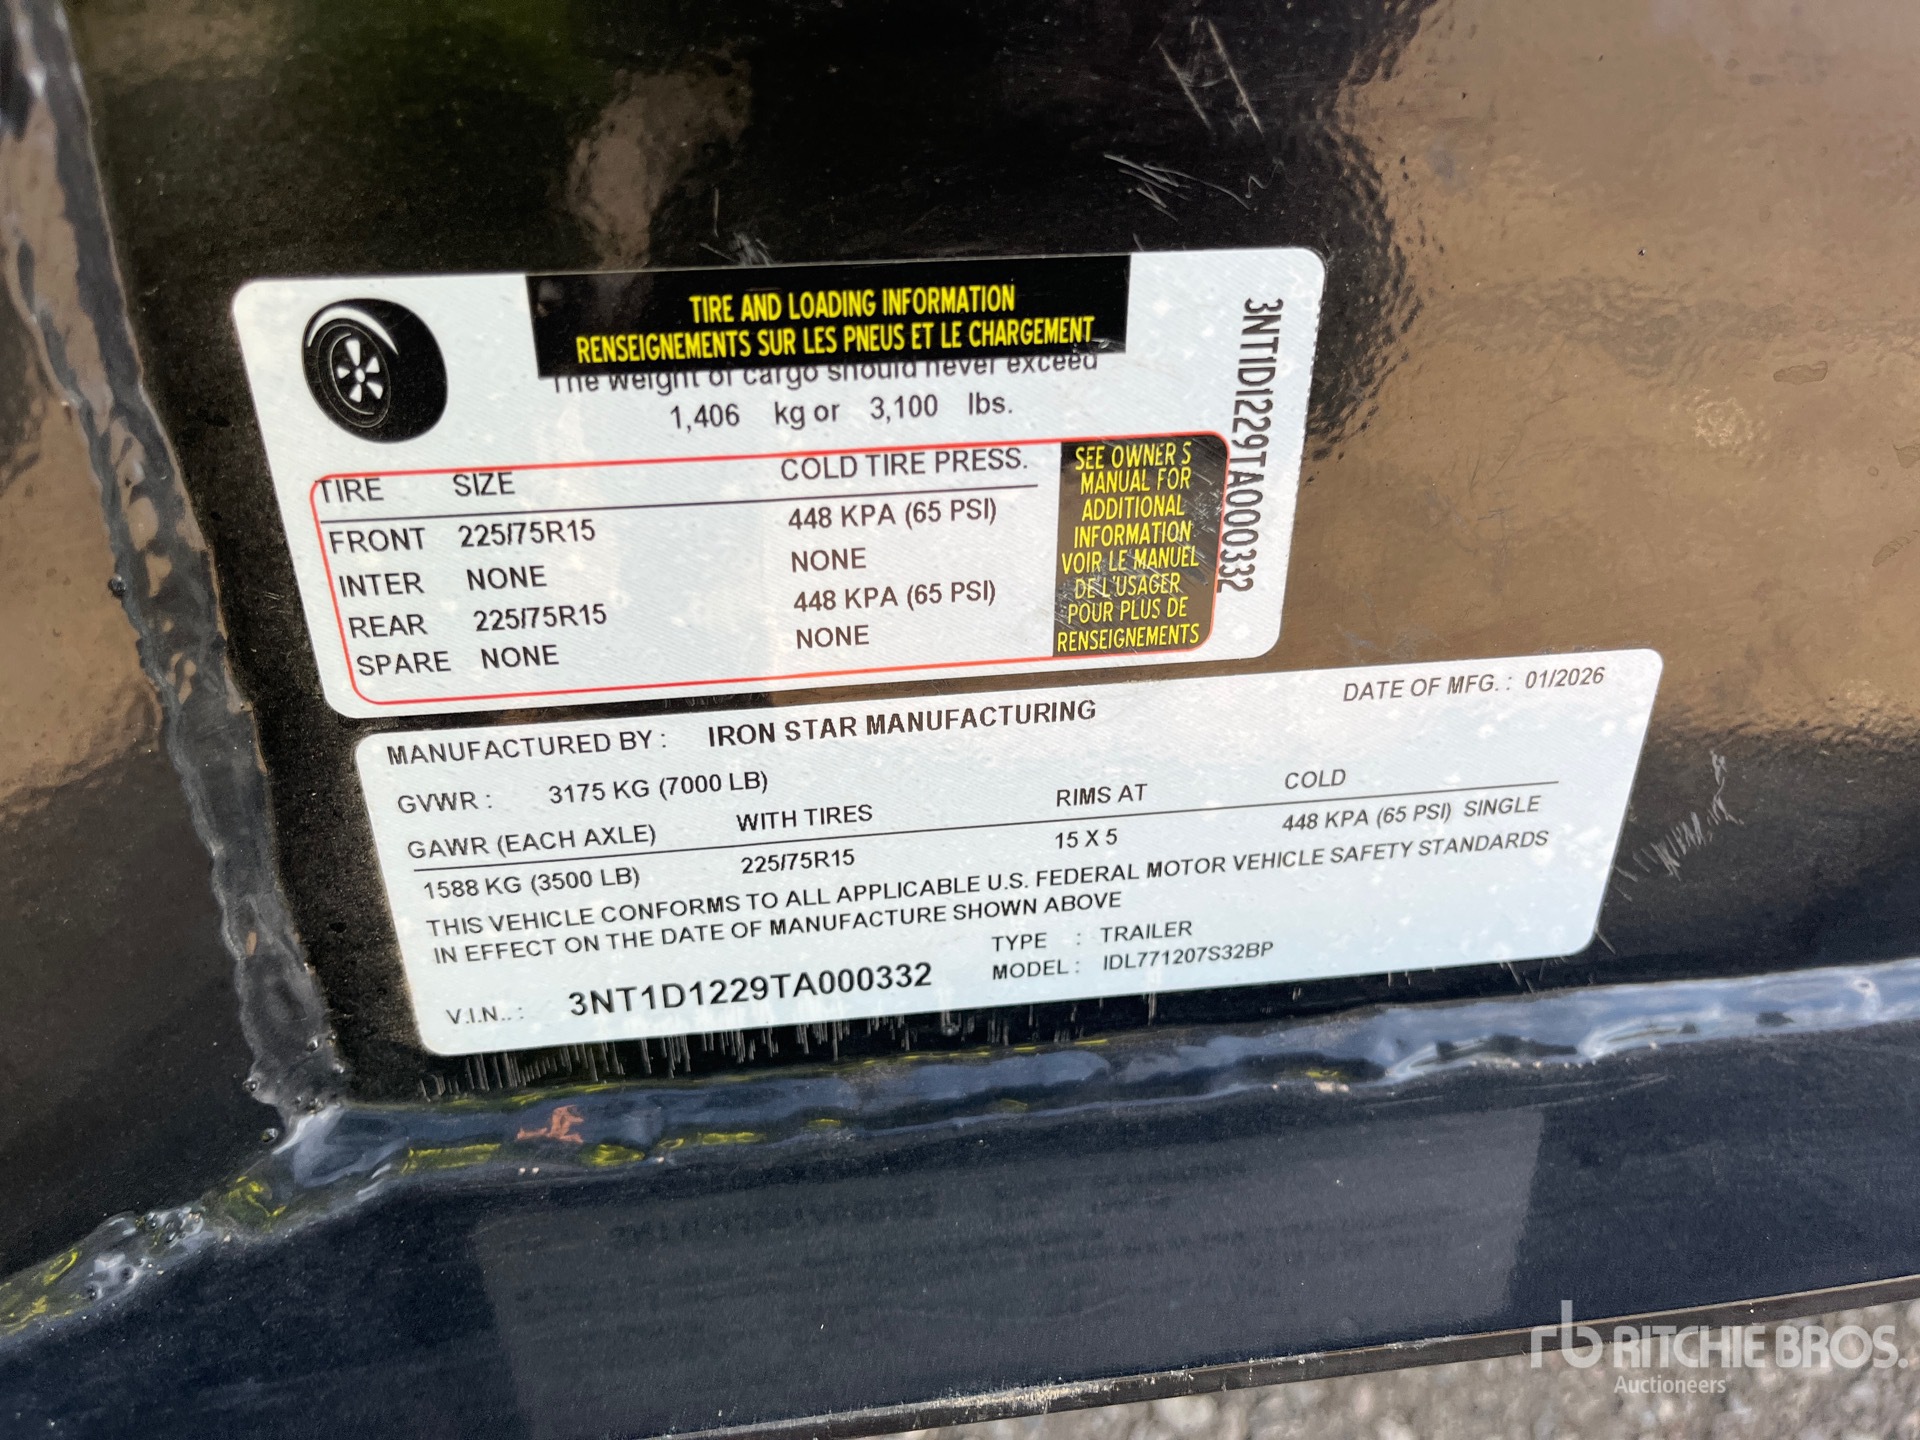 TIRE AND LOADING INFORMATION
RENSEIGNEMENTS SUR LES PNEUS ET LE CHARGEMENT
The weight of cargo should never exceed
1,406 kg or 3,100 lbs.
TIRE SIZE COLD TIRE PRESS.
FRONT 225/75R15 448 KPA (65 PSI)
INTER NONE NONE
REAR 225/75R15 448 KPA (65 PSI)
SPARE NONE NONE
SEE OWNER S
MANUAL FOR
ADDITIONAL
INFORMATION
VOIR LE MANUEL
DE L'USAGER
POUR PLUS DE
RENSEIGNEMENTS
3NT1D1229TA000332
MANUFACTURED BY : IRON STAR MANUFACTURING DATE OF MFG. : 01/2026
GVWR : 3175 KG (7000 LB)
GAWR (EACH AXLE) WITH TIRES RIMS AT COLD
1588 KG (3500 LB) 225/75R15 15 X 5 448 KPA (65 PSI) SINGLE
THIS VEHICLE CONFORMS TO ALL APPLICABLE U.S. FEDERAL MOTOR VEHICLE SAFETY STANDARDS
IN EFFECT ON THE DATE OF MANUFACTURE SHOWN ABOVE
TYPE : TRAILER
V.I.N..: 3NT1D1229TA000332 MODEL : IDL771207S32BP
rb RITCHIE BROS.
Auctioneers